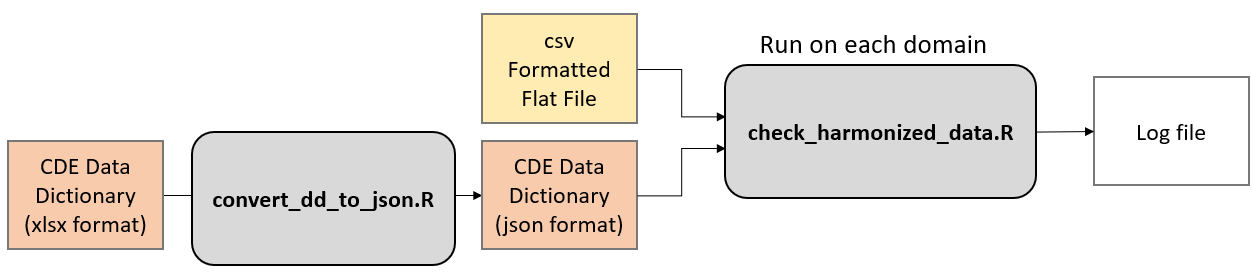 CDE Data
Dictionary
(xlsx format)
convert_dd_to_json.R
csv
Formatted
Flat File
CDE Data
Dictionary
(json format)
Run on each domain
check_harmonized_data.R
Log file